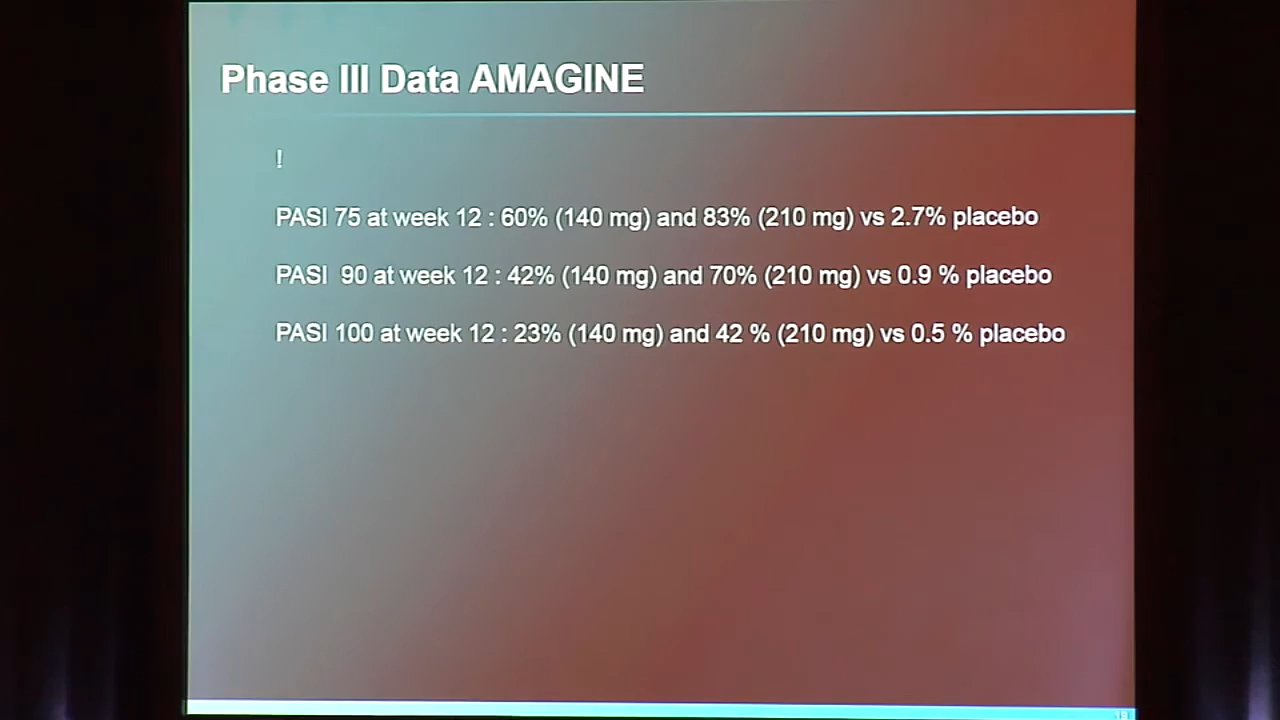 Phase III Data AMAGINE
!
PASI 75 at week 12 : 60% (140 mg) and 83% (210 mg) vs 2.7% placebo
PASI  90 at week 12 : 42% (140 mg) and 70% (210 mg) vs 0.9 % placebo
PASI 100 at week 12 : 23% (140 mg) and 42 % (210 mg) vs 0.5 % placebo